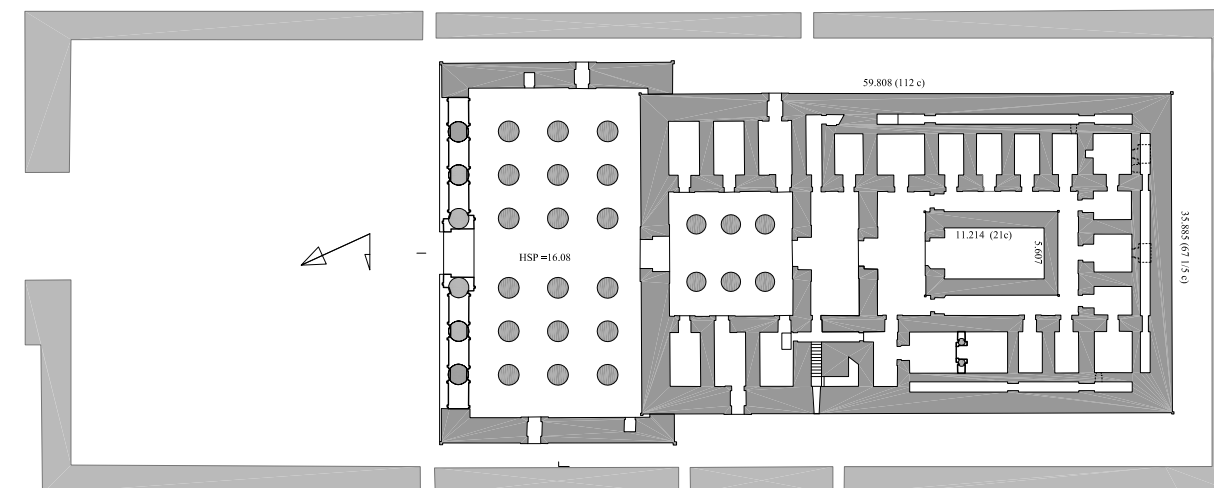 59.808 (112 c)
35.885 (67 1/5 c)
11.214 (21c)
5.607
HSP =16.08